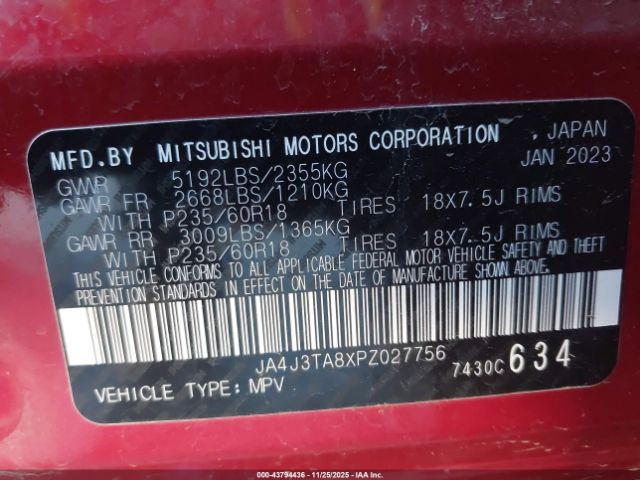 MFD.BY MITSUBISHI MOTORS CORPORATION , JAPAN
JAN 2023
GWWR 5192LBS/2355KG
GAWR FR 2668LBS/1210KG
WITH P235/60R18 TIRES 18X7.5J RIMS
GAWR RR 3009LBS/1365KG
WITH P235/60R18 TIRES 18X7.5J RIMS
THIS VEHICLE CONFORMS TO ALL APPLICABLE FEDERAL MOTOR VEHICLE SAFETY AND THEFT
PREVENTION STANDARDS IN EFFECT ON THE DATE OF MANUFACTURE SHOWN ABOVE.
JA4J3TA8XPZ027756 7430C 634
VEHICLE TYPE: MPV
000-43794436 - 11/25/2025 - IAA Corp.